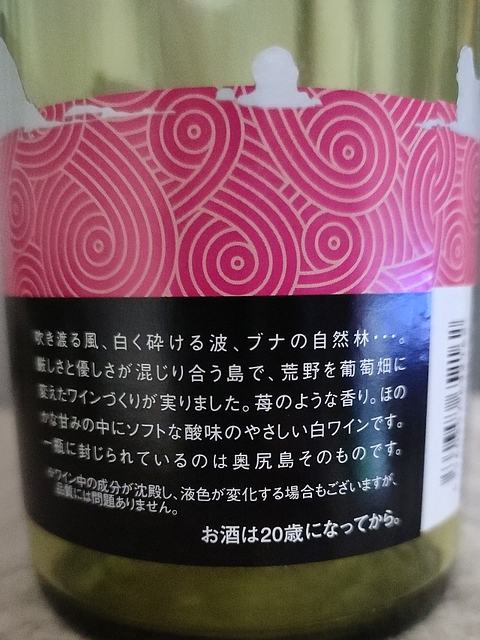 吹き渡る風、白く砕ける波、ブナの自然林･･･。
厳しさと優しさが混じり合う島で、荒野を葡萄畑に
変えたワインづくりが実りました。苺のような香り。ほの
かな甘みの中にソフトな酸味のやさしい白ワインです。
一瓶に封じられているのは奥尻島そのものです。
※ワイン中の成分が沈殿し、液色が変化する場合もございますが、
品質には問題ありません。
お酒は20歳になってから。